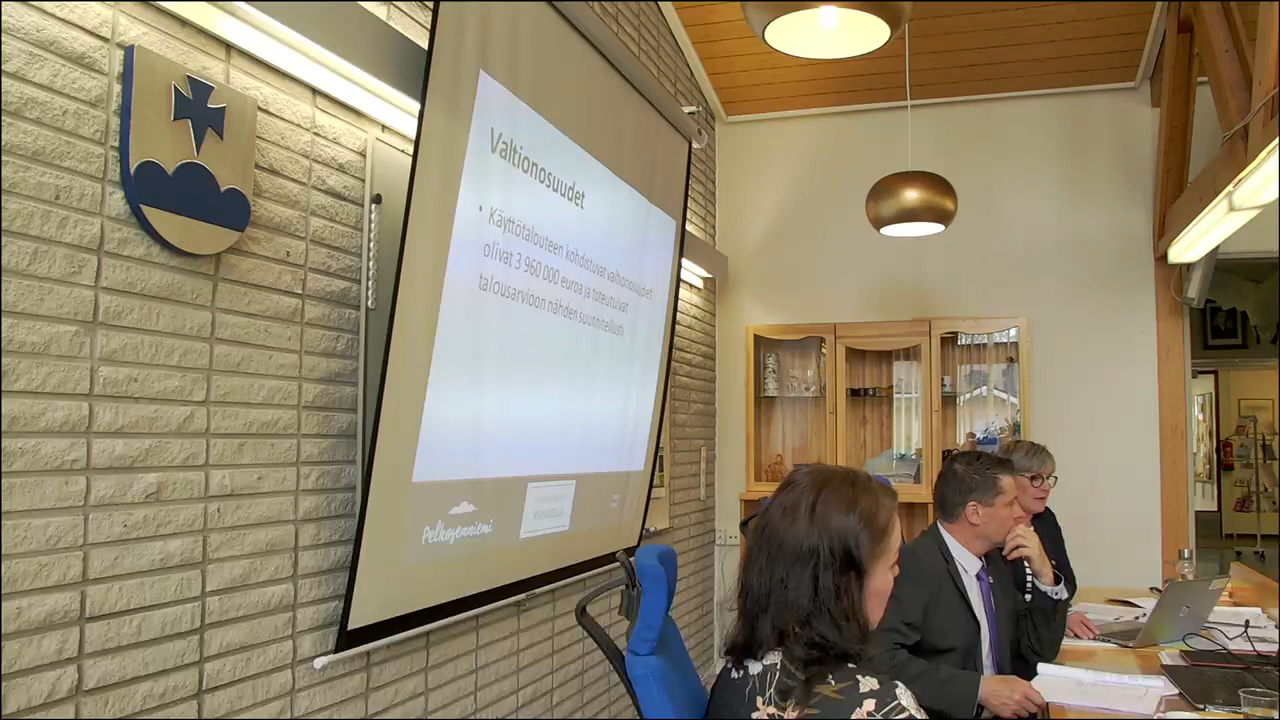 Valtionosuudet
• Käyttötalouteen kohdistuvat valtionosuudet
olivat 3 960 000 euroa ja toteutuivat
talousarvioon nähden suunnitellusti.
Pelkosenniemi